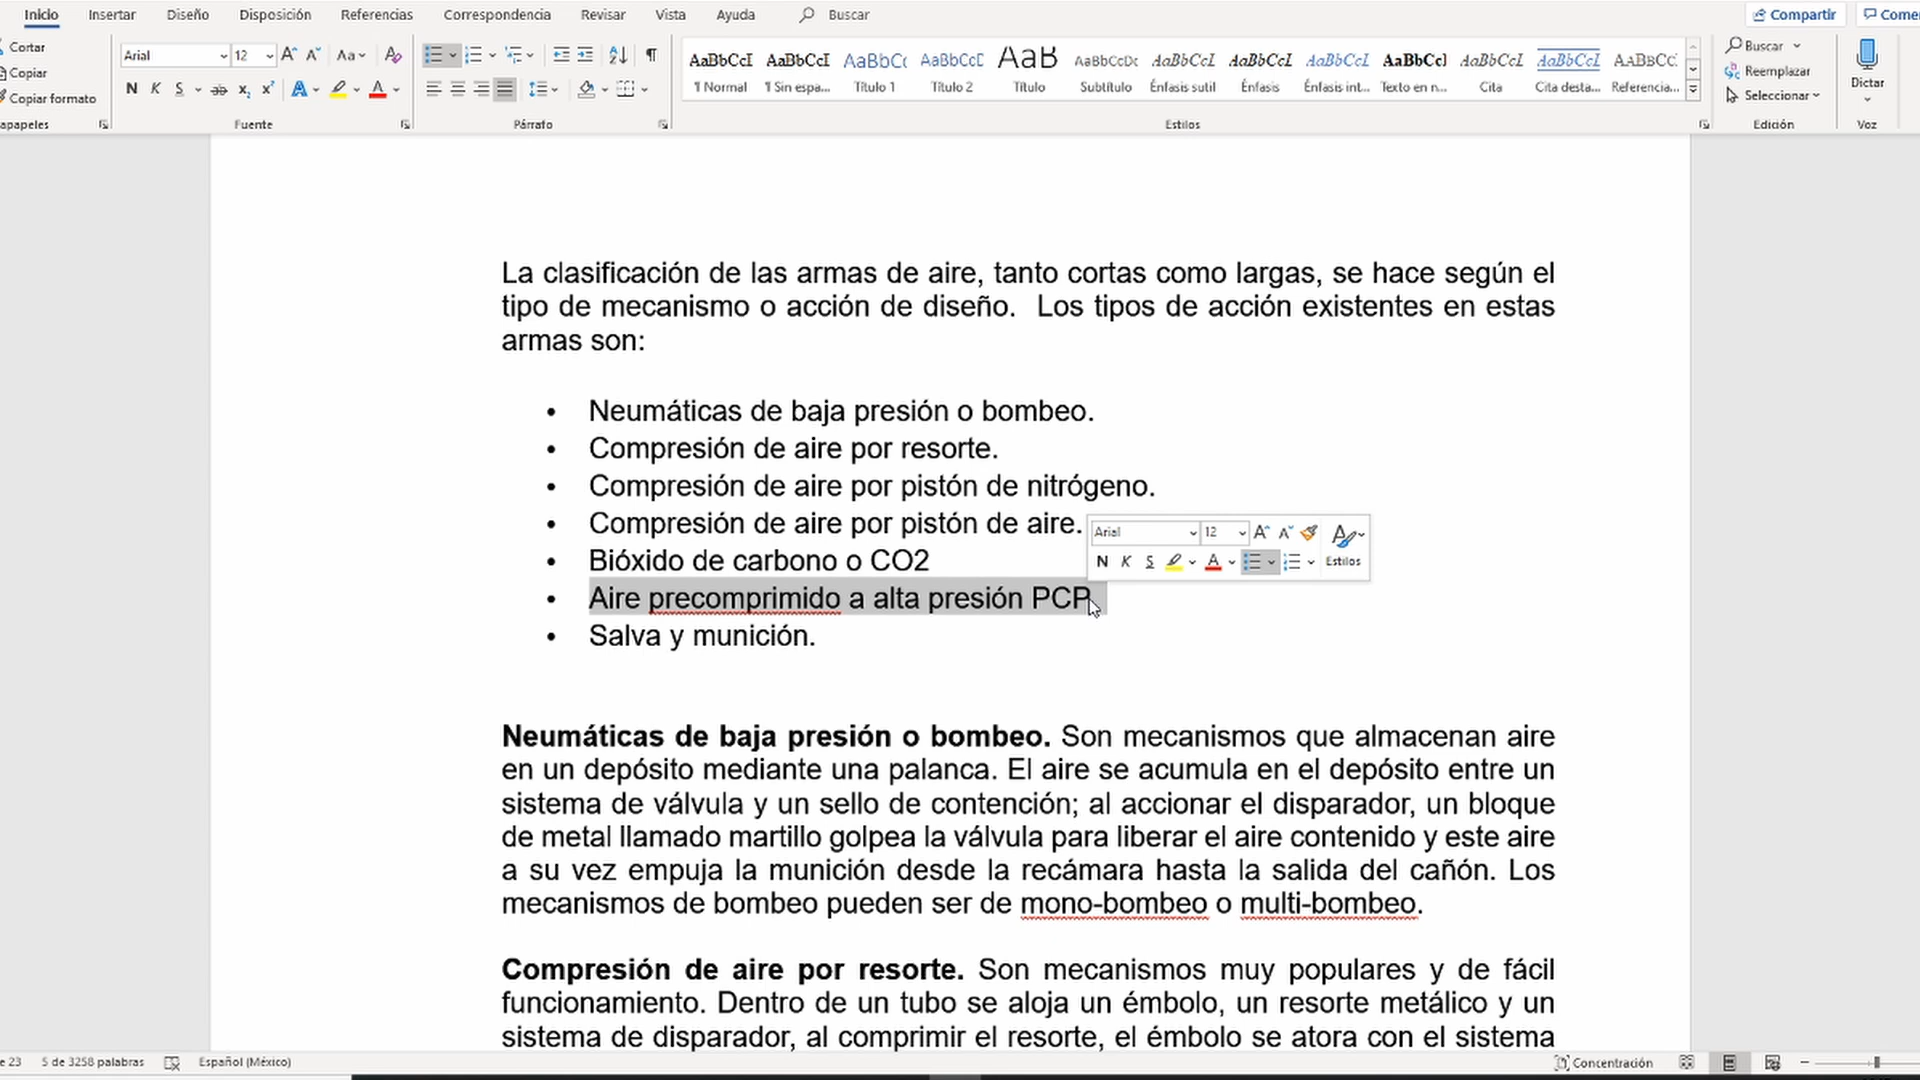 Inicio Insertar Diseño Disposición Referencias Correspondencia Revisar Vista Ayuda Buscar Compartir
Cortar
Copiar
Copiar formato
Arial 12 Aa
N K S ab x₂ x² A A
AaBbCcI AaBbCcI AaBbC AaBbCcD AaB AaBbCcDc AaBbCcI AaBbCcI AaBbCcI AaBbCcI AaBbCcI AaBbCcI AaBbCc
¶ Normal ¶ Sin espa... Título 1 Título 2 Título Subtítulo Énfasis sutil Énfasis Énfasis int... Texto en n... Cita Cita desta... Referencia...
Buscar
Reemplazar
Seleccionar
Dictar
Fuente Párrafo Estilos Edición Voz
La clasificación de las armas de aire, tanto cortas como largas, se hace según el
tipo de mecanismo o acción de diseño. Los tipos de acción existentes en estas
armas son:
• Neumáticas de baja presión o bombeo.
• Compresión de aire por resorte.
• Compresión de aire por pistón de nitrógeno.
• Compresión de aire por pistón de aire.
• Bióxido de carbono o CO2
• Aire precomprimido a alta presión PCP
• Salva y munición.
Arial 12
N K S A Estilos
Neumáticas de baja presión o bombeo. Son mecanismos que almacenan aire
en un depósito mediante una palanca. El aire se acumula en el depósito entre un
sistema de válvula y un sello de contención; al accionar el disparador, un bloque
de metal llamado martillo golpea la válvula para liberar el aire contenido y este aire
a su vez empuja la munición desde la recámara hasta la salida del cañón. Los
mecanismos de bombeo pueden ser de mono-bombeo o multi-bombeo.
Compresión de aire por resorte. Son mecanismos muy populares y de fácil
funcionamiento. Dentro de un tubo se aloja un émbolo, un resorte metálico y un
sistema de disparador, al comprimir el resorte, el émbolo se atora con el sistema
e 23 5 de 3258 palabras Español (México) Concentración